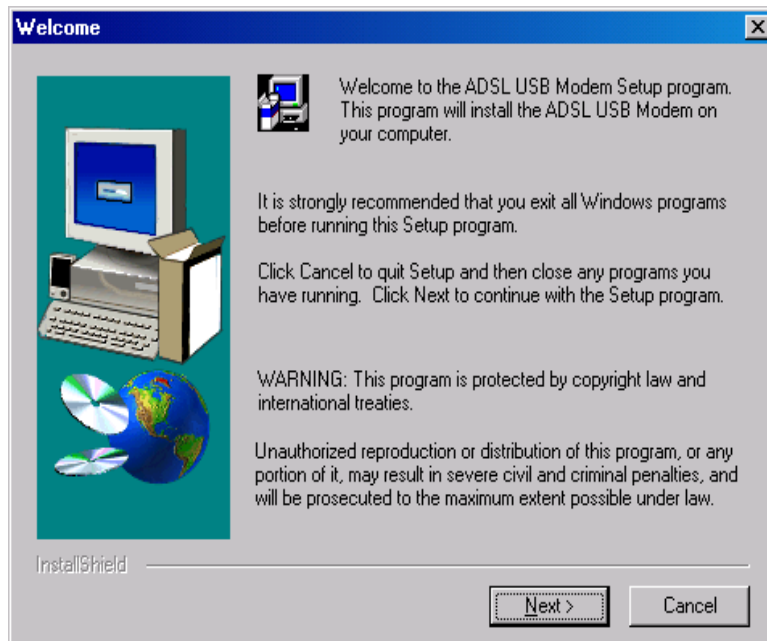 Welcome
Welcome to the ADSL USB Modem Setup program.
This program will install the ADSL USB Modem on
your computer.
It is strongly recommended that you exit all Windows programs
before running this Setup program.
Click Cancel to quit Setup and then close any programs you
have running.  Click Next to continue with the Setup program.
WARNING: This program is protected by copyright law and
international treaties.
Unauthorized reproduction or distribution of this program, or any
portion of it, may result in severe civil and criminal penalties, and
will be prosecuted to the maximum extent possible under law.
InstallShield
Next >
Cancel